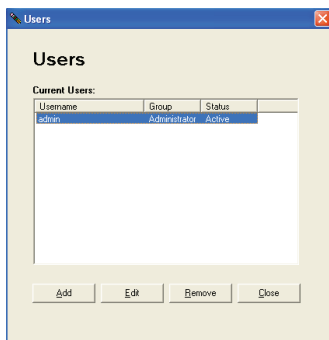 Users
Users
Current Users:
Username Group Status
admin Administrator Active
Add Edit Remove Close